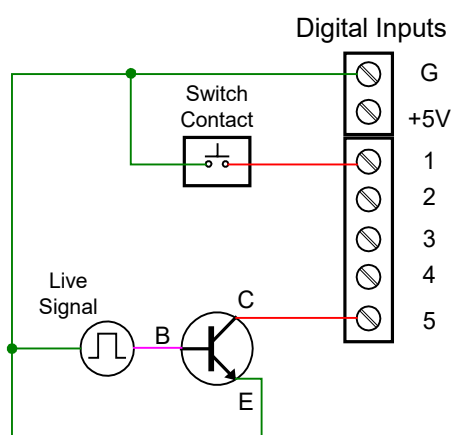 Digital Inputs
G
+5V
Switch
Contact
1
2
3
4
5
Live
Signal
B
C
E